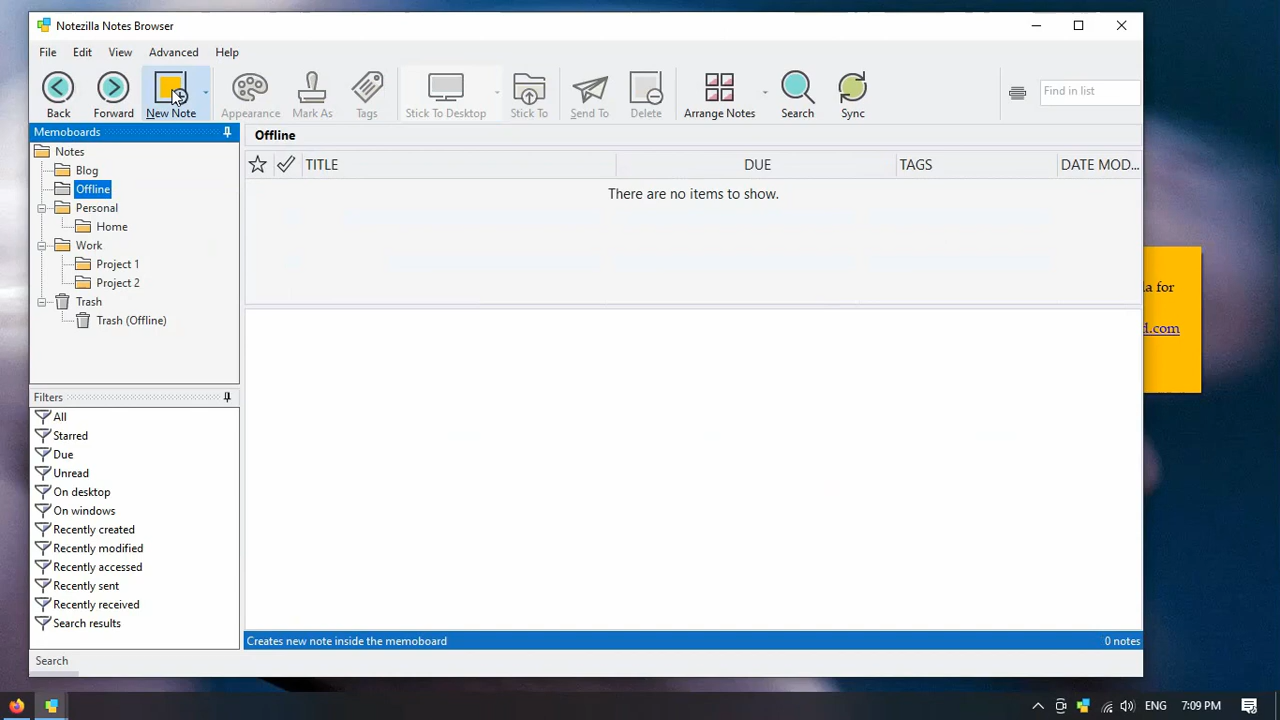 Notezilla Notes Browser
File Edit View Advanced Help
Back Forward New Note Appearance Mark As Tags Stick To Desktop Stick To Send To Delete Arrange Notes Search Sync Find in list
Memoboards
Notes
Blog
Offline
Personal
Home
Work
Project 1
Project 2
Trash
Trash (Offline)
Offline
TITLE DUE TAGS DATE MOD...
There are no items to show.
for
d.com
Filters
All
Starred
Due
Unread
On desktop
On windows
Recently created
Recently modified
Recently accessed
Recently sent
Recently received
Search results
Creates new note inside the memoboard 0 notes
Search
ENG 7:09 PM